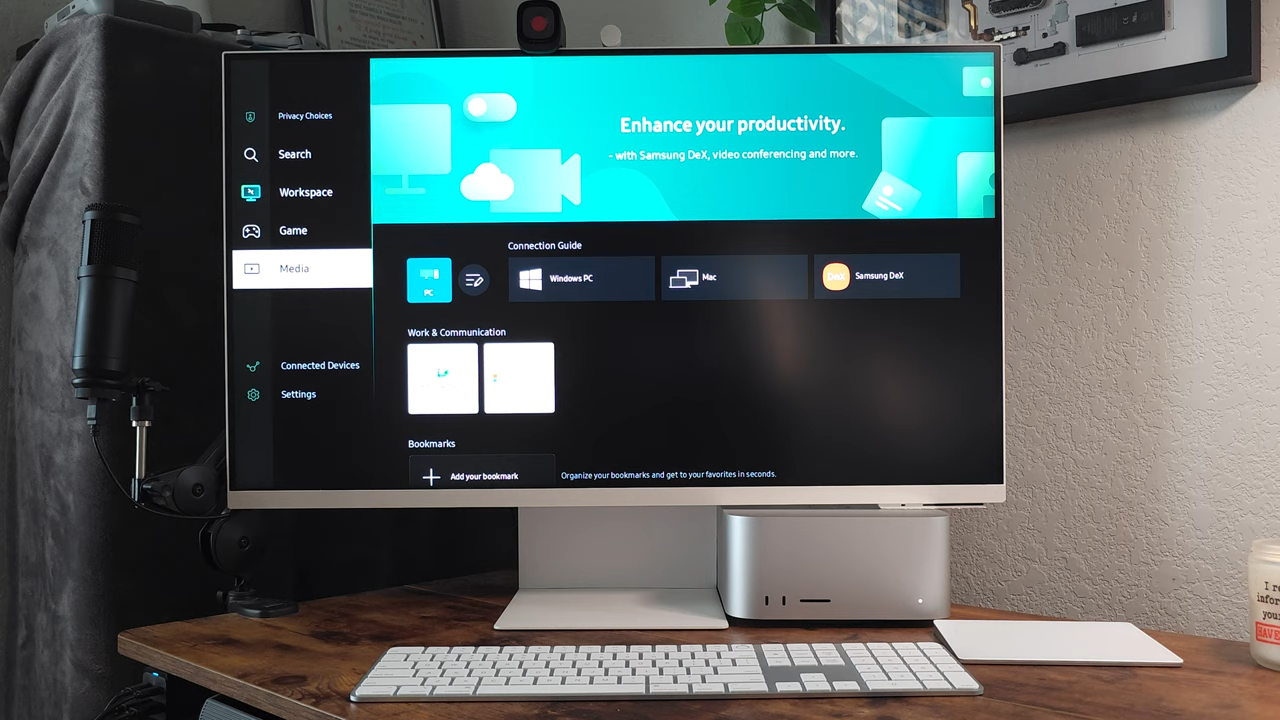 Privacy Choices
Search
Workspace
Game
Media
Connected Devices
Settings
Enhance your productivity.
- with Samsung DeX, video conferencing and more.
Connection Guide
PC
Windows PC
Mac
DeX
Samsung DeX
Work & Communication
Bookmarks
Add your bookmark
Organize your bookmarks and get to your favorites in seconds.
I
your
HAVE